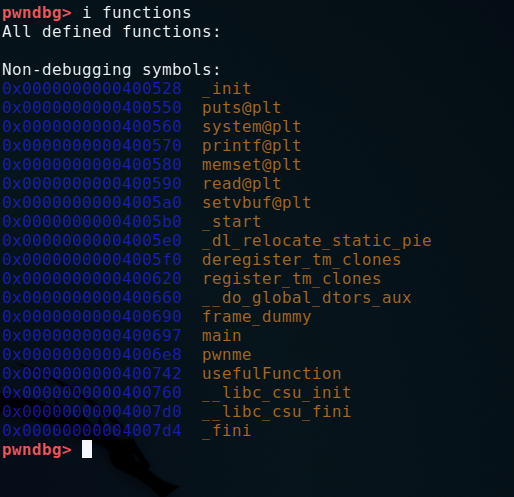 pwndbg> i functions
All defined functions:
Non-debugging symbols:
0x0000000000400528  _init
0x0000000000400550  puts@plt
0x0000000000400560  system@plt
0x0000000000400570  printf@plt
0x0000000000400580  memset@plt
0x0000000000400590  read@plt
0x00000000004005a0  setvbuf@plt
0x00000000004005b0  _start
0x00000000004005e0  _dl_relocate_static_pie
0x00000000004005f0  deregister_tm_clones
0x0000000000400620  register_tm_clones
0x0000000000400660  __do_global_dtors_aux
0x0000000000400690  frame_dummy
0x0000000000400697  main
0x00000000004006e8  pwnme
0x0000000000400742  usefulFunction
0x0000000000400760  __libc_csu_init
0x00000000004007d0  __libc_csu_fini
0x00000000004007d4  _fini
pwndbg>